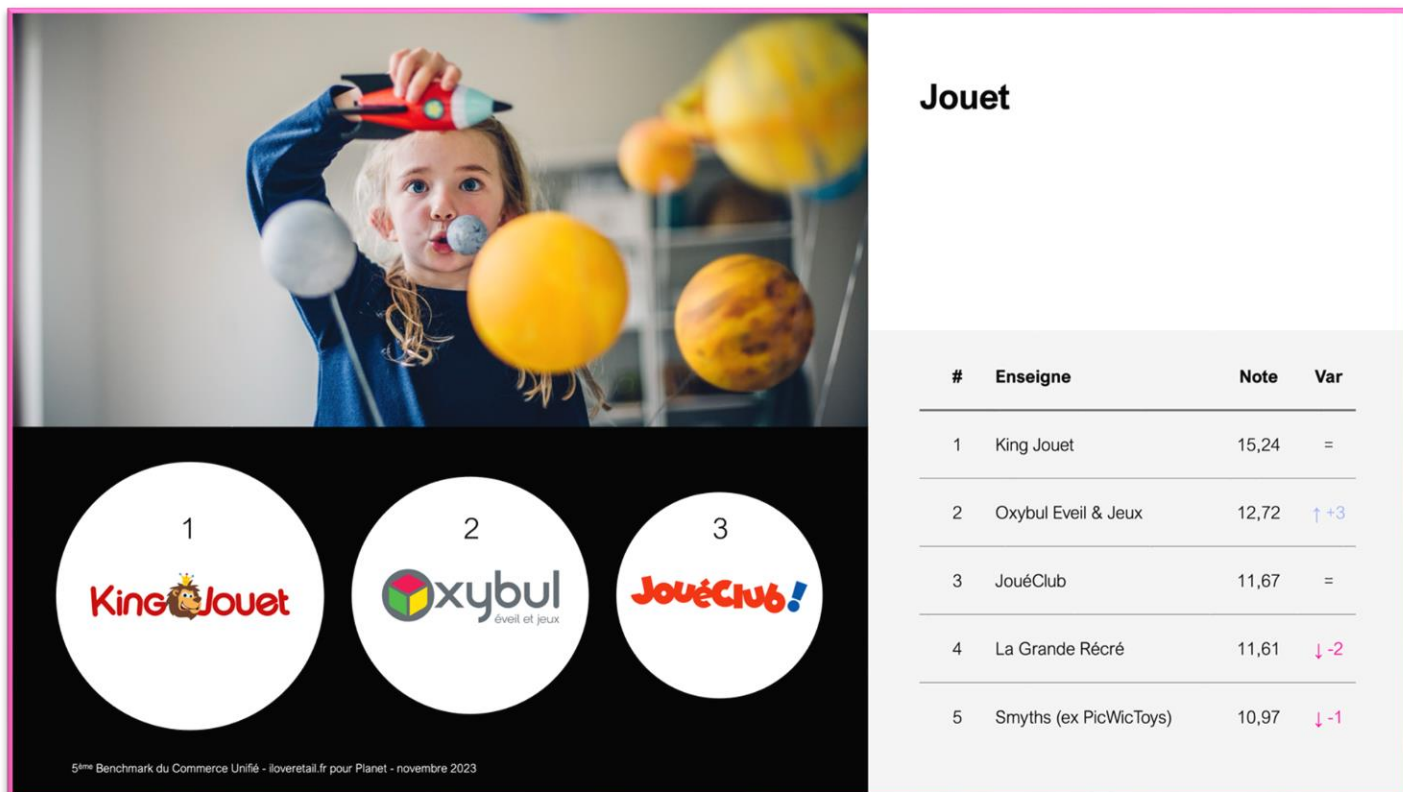 Jouet
# Enseigne Note Var
1 King Jouet 15,24 =
2 Oxybul Eveil & Jeux 12,72 ↑ +3
3 JouéClub 11,67 =
4 La Grande Récré 11,61 ↓ -2
5 Smyths (ex PicWicToys) 10,97 ↓ -1
1
King Jouet
2
Oxybul
éveil et jeux
3
JouéClub!
5ème Benchmark du Commerce Unifié - iloveretail.fr pour Planet - novembre 2023